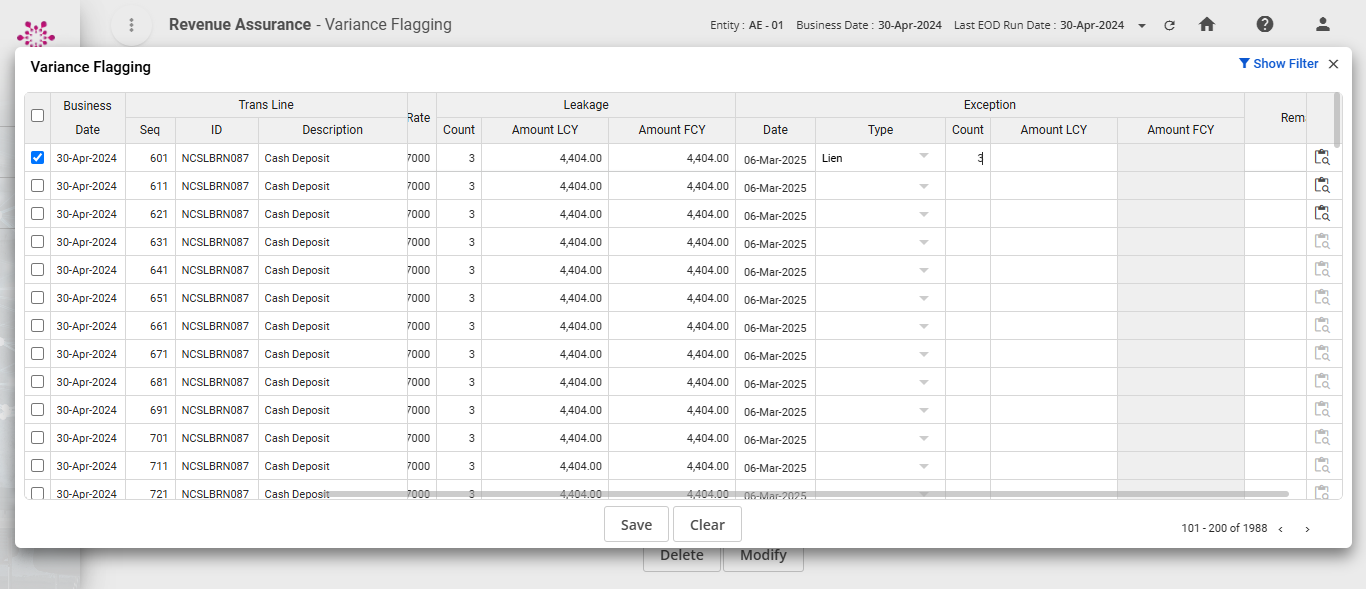 Revenue Assurance - Variance Flagging
Entity : AE - 01 Business Date : 30-Apr-2024 Last EOD Run Date : 30-Apr-2024
Variance Flagging
Show Filter
Business Date Trans Line Rate Leakage Exception Rem
Seq ID Description Count Amount LCY Amount FCY Date Type Count Amount LCY Amount FCY
30-Apr-2024 601 NCSLBRN087 Cash Deposit 7000 3 4,404.00 4,404.00 06-Mar-2025 Lien 3
30-Apr-2024 611 NCSLBRN087 Cash Deposit 7000 3 4,404.00 4,404.00 06-Mar-2025
30-Apr-2024 621 NCSLBRN087 Cash Deposit 7000 3 4,404.00 4,404.00 06-Mar-2025
30-Apr-2024 631 NCSLBRN087 Cash Deposit 7000 3 4,404.00 4,404.00 06-Mar-2025
30-Apr-2024 641 NCSLBRN087 Cash Deposit 7000 3 4,404.00 4,404.00 06-Mar-2025
30-Apr-2024 651 NCSLBRN087 Cash Deposit 7000 3 4,404.00 4,404.00 06-Mar-2025
30-Apr-2024 661 NCSLBRN087 Cash Deposit 7000 3 4,404.00 4,404.00 06-Mar-2025
30-Apr-2024 671 NCSLBRN087 Cash Deposit 7000 3 4,404.00 4,404.00 06-Mar-2025
30-Apr-2024 681 NCSLBRN087 Cash Deposit 7000 3 4,404.00 4,404.00 06-Mar-2025
30-Apr-2024 691 NCSLBRN087 Cash Deposit 7000 3 4,404.00 4,404.00 06-Mar-2025
30-Apr-2024 701 NCSLBRN087 Cash Deposit 7000 3 4,404.00 4,404.00 06-Mar-2025
30-Apr-2024 711 NCSLBRN087 Cash Deposit 7000 3 4,404.00 4,404.00 06-Mar-2025
30-Apr-2024 721 NCSLBRN087 Cash Deposit 7000 3 4,404.00 4,404.00 06-Mar-2025
Save Clear
101 - 200 of 1988
Delete Modify